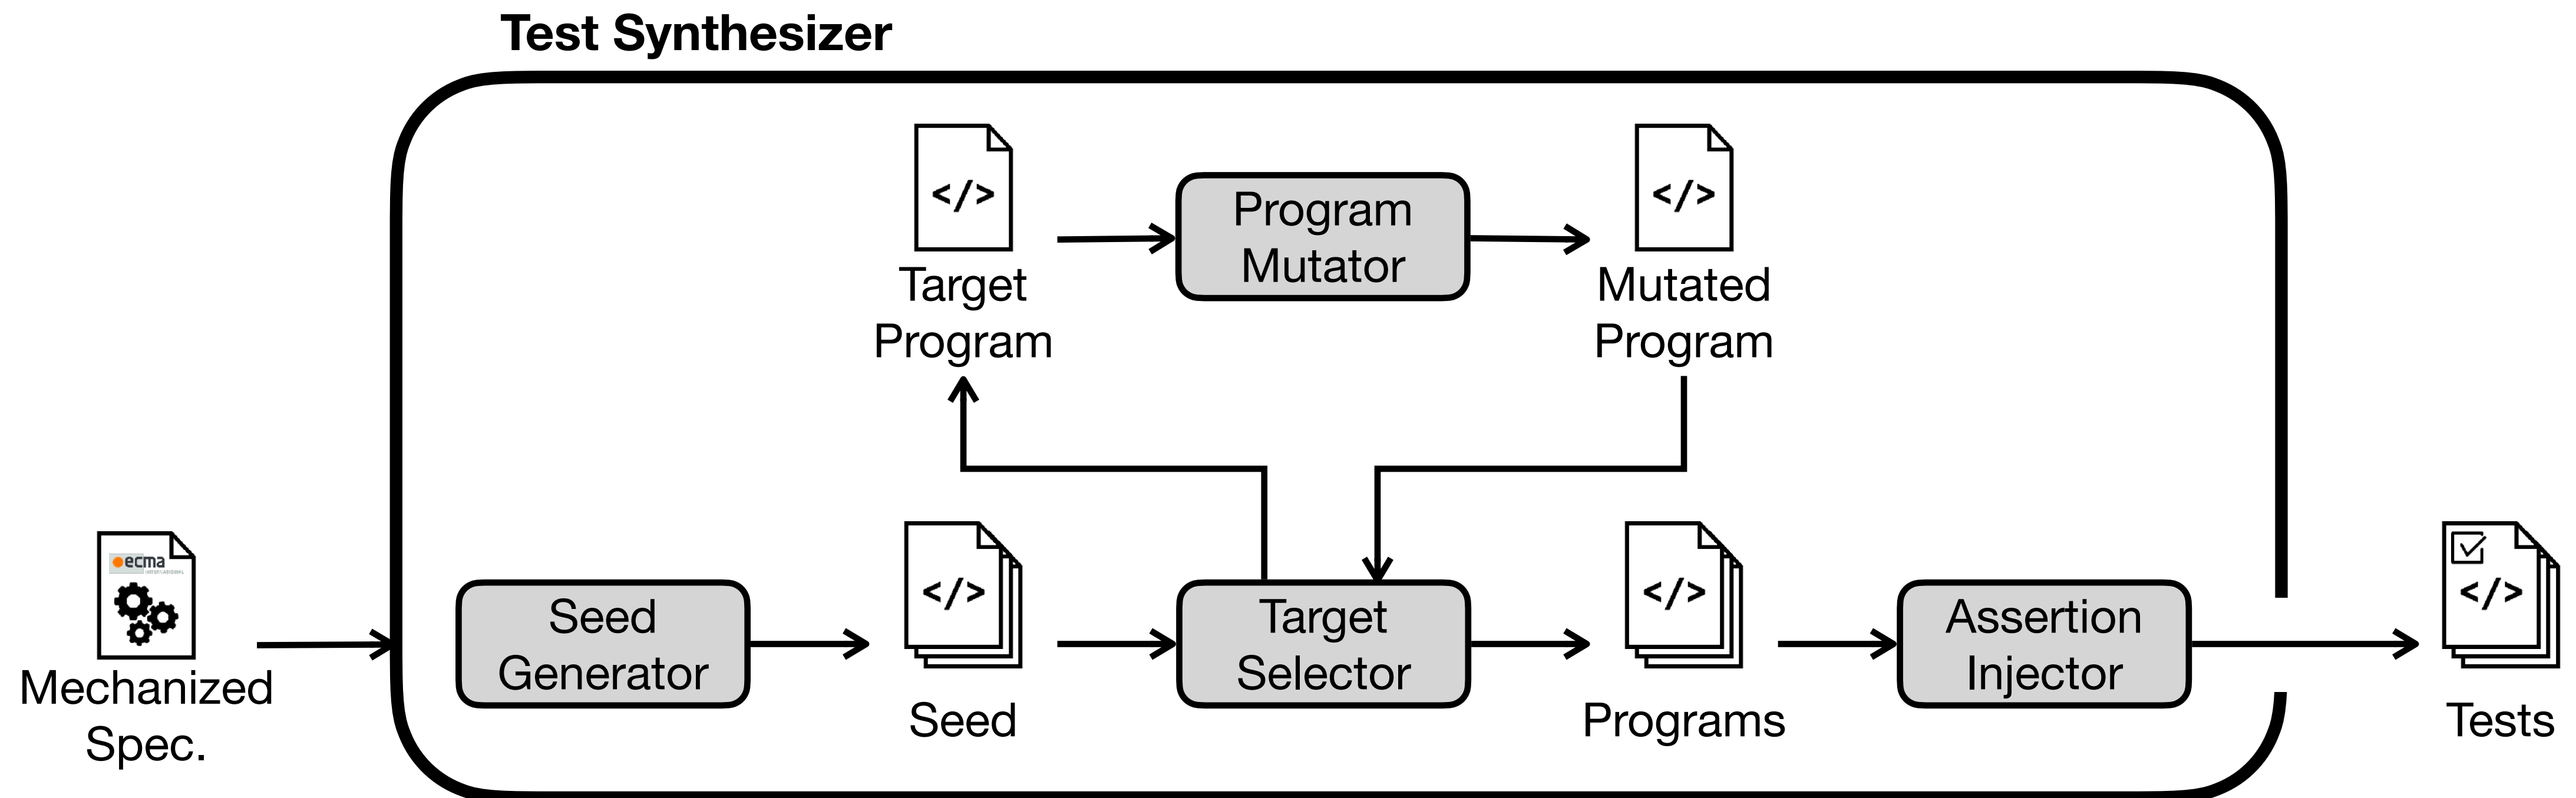 Test Synthesizer
</>
</>
Program
Mutator
Target
Program
Mutated
Program
ecma
Mechanized
Spec.
Seed
Generator
</>
Seed
Target
Selector
</>
Programs
Assertion
Injector
</>
Tests